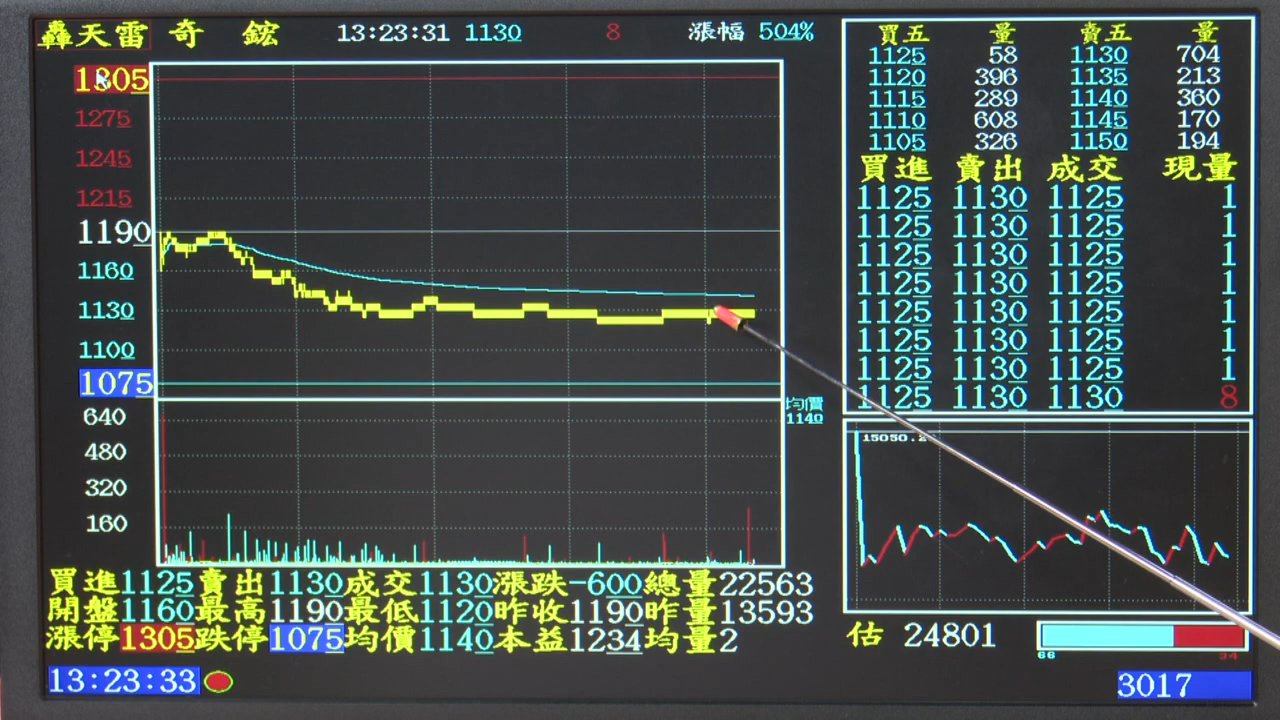 轟天雷 奇 鋐 13:23:31 1130 8 漲幅 504%
1305
1275
1245
1215
1190
1160
1130
1100
1075
640
480
320
160
均價
1140
買五 量 賣五 量
1125 58 1130 704
1120 396 1135 213
1115 289 1140 360
1110 608 1145 170
1105 326 1150 194
買進 賣出 成交 現量
1125 1130 1125 1
1125 1130 1125 1
1125 1130 1125 1
1125 1130 1125 1
1125 1130 1125 1
1125 1130 1125 1
1125 1130 1125 1
1125 1130 1130 8
買進1125賣出1130成交1130漲跌-600總量22563
開盤1160最高1190最低1120昨收1190昨量13593
漲停1305跌停1075均價1140本益1234均量2
估 24801
66 34
13:23:33
3017